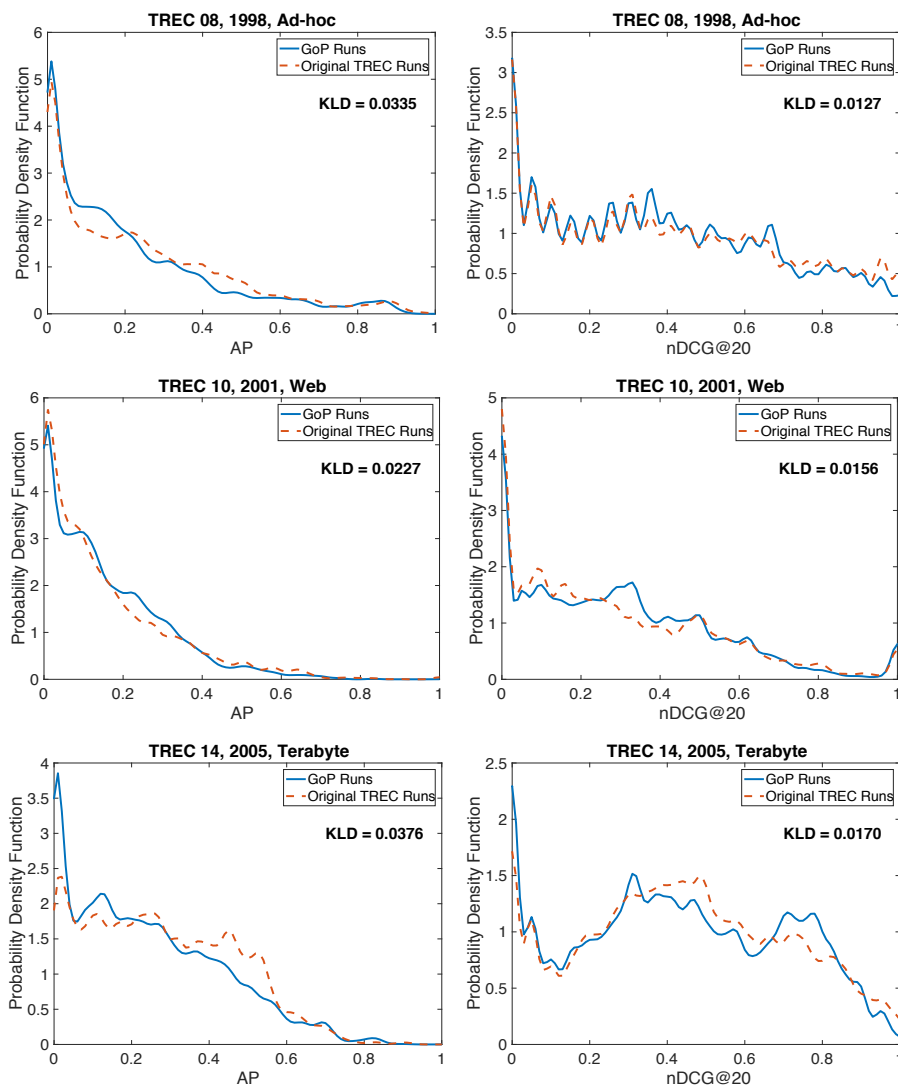 TREC 08, 1998, Ad-hoc
6
5
4
3
2
1
0
Probability Density Function
GoP Runs
Original TREC Runs
KLD = 0.0335
0 0.2 0.4 0.6 0.8 1
AP
TREC 08, 1998, Ad-hoc
3.5
3
2.5
2
1.5
1
0.5
0
Probability Density Function
GoP Runs
Original TREC Runs
KLD = 0.0127
0 0.2 0.4 0.6 0.8 1
nDCG@20
TREC 10, 2001, Web
6
5
4
3
2
1
0
Probability Density Function
GoP Runs
Original TREC Runs
KLD = 0.0227
0 0.2 0.4 0.6 0.8 1
AP
TREC 10, 2001, Web
5
4
3
2
1
0
Probability Density Function
GoP Runs
Original TREC Runs
KLD = 0.0156
0 0.2 0.4 0.6 0.8 1
nDCG@20
TREC 14, 2005, Terabyte
4
3.5
3
2.5
2
1.5
1
0.5
0
Probability Density Function
GoP Runs
Original TREC Runs
KLD = 0.0376
0 0.2 0.4 0.6 0.8 1
AP
TREC 14, 2005, Terabyte
2.5
2
1.5
1
0.5
0
Probability Density Function
GoP Runs
Original TREC Runs
KLD = 0.0170
0 0.2 0.4 0.6 0.8 1
nDCG@20